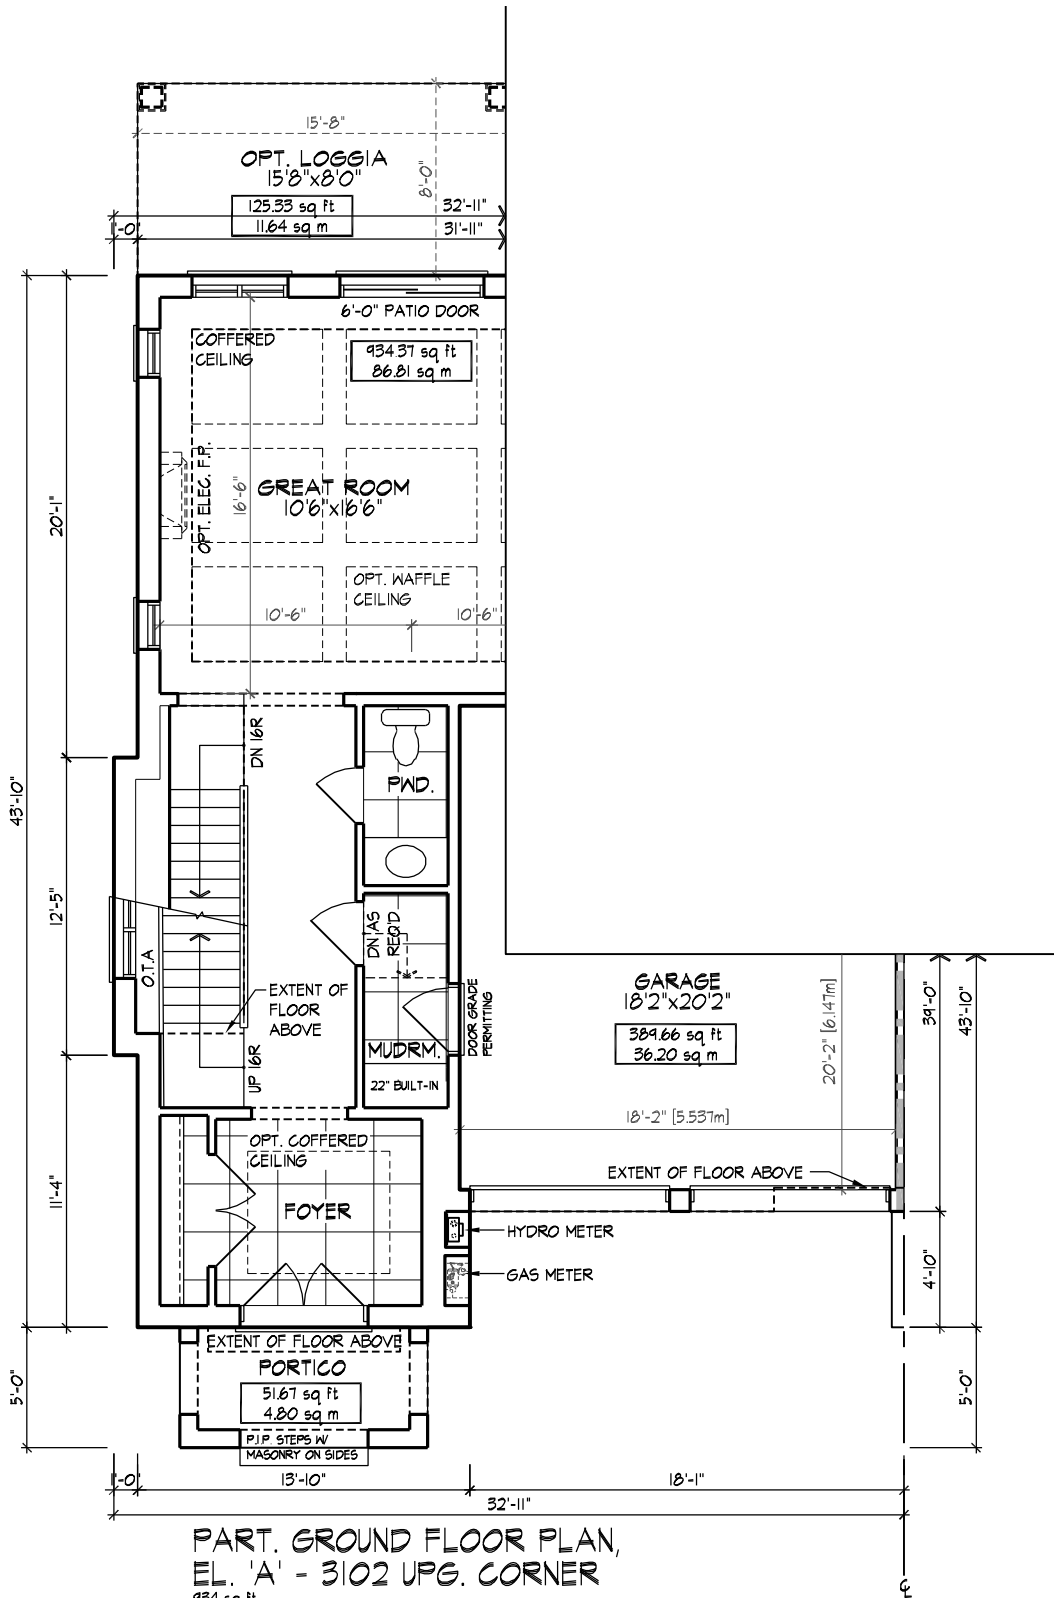 15'-8"
OPT. LOGGIA
15'8"x8'0"
8'-0"
125.33 sq ft
11.64 sq m
32'-11"
1'-0"
31'-11"
6'-0" PATIO DOOR
COFFERED
CEILING
934.37 sq ft
86.81 sq m
OPT. ELEC. F.P.
16'-6"
GREAT ROOM
10'6"x16'6"
20'-1"
OPT. WAFFLE
CEILING
10'-6"
10'-6"
DN 16R
PWD.
43'-10"
12'-5"
DN AS
REQ'D
O.T.A
EXTENT OF
FLOOR
ABOVE
GARAGE
18'2"x20'2"
389.66 sq ft
36.20 sq m
20'-2" [6.147m]
39'-0"
43'-10"
DOOR GRADE
PERMITTING
MUDRM.
UP 16R
22" BUILT-IN
18'-2" [5.537m]
OPT. COFFERED
CEILING
EXTENT OF FLOOR ABOVE
11'-4"
FOYER
HYDRO METER
GAS METER
4'-10"
EXTENT OF FLOOR ABOVE
PORTICO
51.67 sq ft
4.80 sq m
5'-0"
5'-0"
P.I.P. STEPS W/
MASONRY ON SIDES
1'-0"
13'-10"
18'-1"
32'-11"
PART. GROUND FLOOR PLAN,
EL. 'A' - 3102 UPG. CORNER
934 sq ft